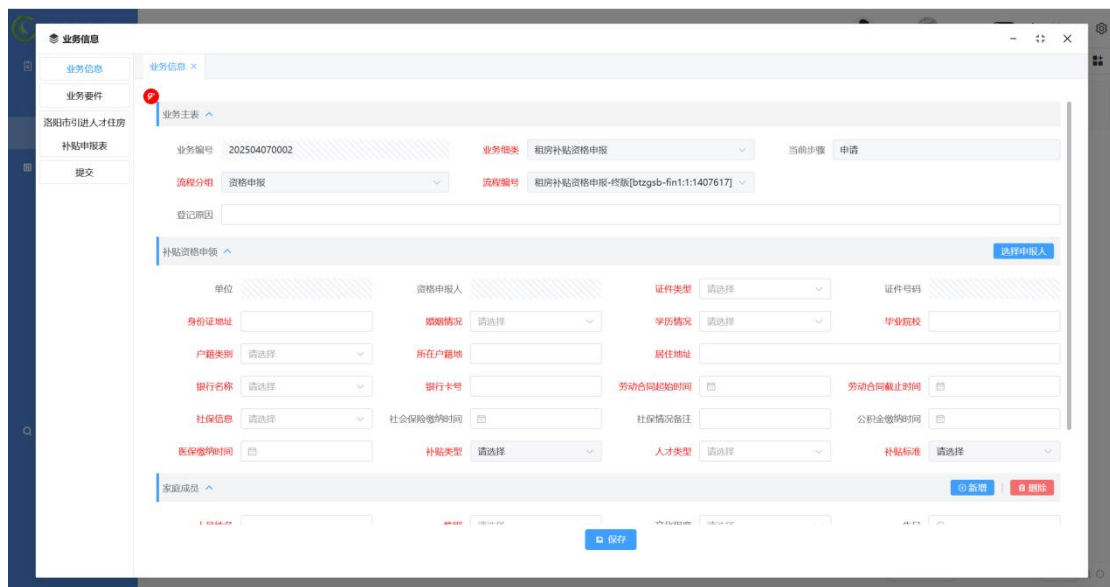 业务信息
业务信息
业务要件
洛阳市引进人才住房
补贴申报表
提交
业务信息 ×
业务主表
业务编号 202504070002 业务细类 租房补贴资格申报 当前步骤 申请
流程分组 资格申报 流程编号 租房补贴资格申报-终版[btzgsb-fin1:1:1407617]
登记原因
补贴资格申领 选择申报人
单位 资格申报人 证件类型 请选择 证件号码
身份证地址 婚姻情况 请选择 学历情况 请选择 毕业院校
户籍类别 请选择 所在户籍地 居住地址
银行名称 请选择 银行卡号 劳动合同起始时间 劳动合同截止时间
社保信息 请选择 社会保险缴纳时间 社保情况备注 公积金缴纳时间
医保缴纳时间 补贴类型 请选择 人才类型 请选择 补贴标准 请选择
家庭成员 新增 删除
保存